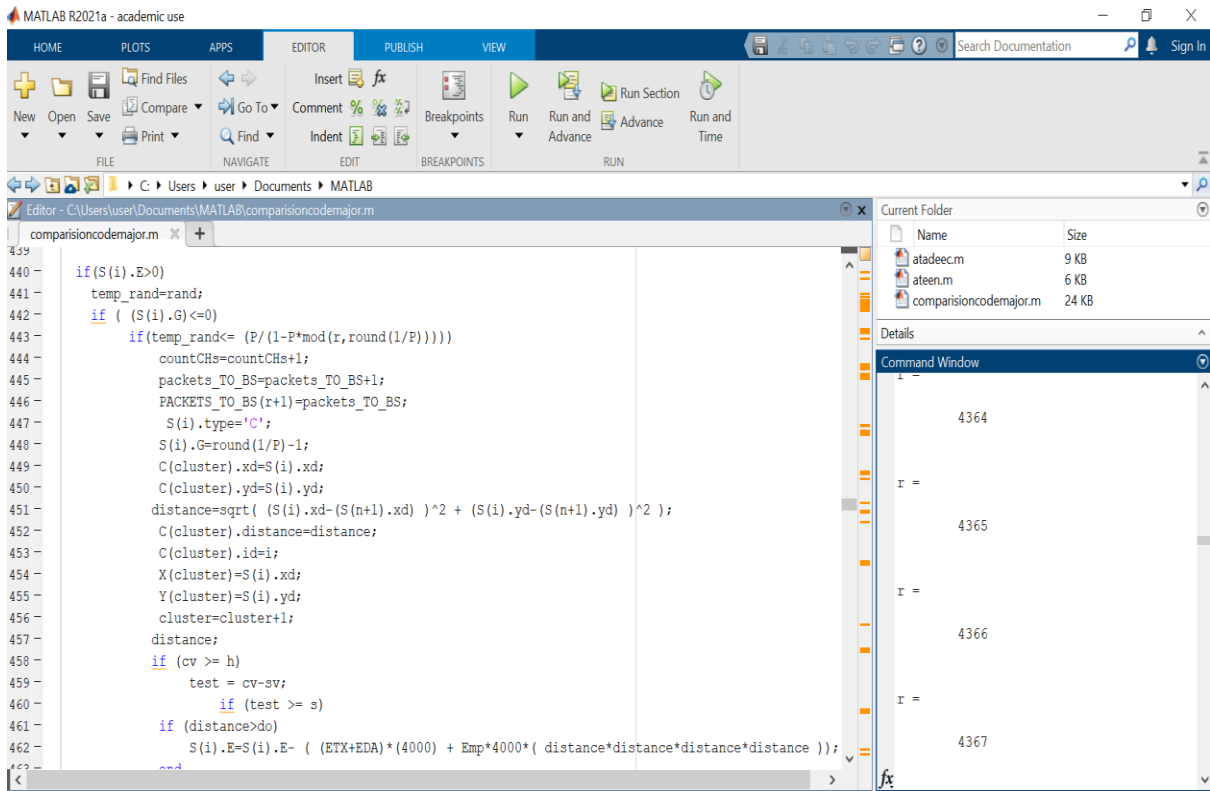 MATLAB R2021a - academic use
HOME PLOTS APPS EDITOR PUBLISH VIEW Search Documentation Sign In
Find Files Insert fx
New Open Save Compare Go To Comment Breakpoints Run Run and Advance Run Section Advance Run and Time
Print Find Indent
FILE NAVIGATE EDIT BREAKPOINTS RUN
C: Users user Documents MATLAB
Editor - C:\Users\user\Documents\MATLAB\comparisioncodemajor.m
comparisioncodemajor.m +
439
440 - if(S(i).E>0)
441 - temp_rand=rand;
442 - if ( (S(i).G)<=0)
443 - if(temp_rand<= (P/(1-P*mod(r,round(1/P)))))
444 - countCHs=countCHs+1;
445 - packets_TO_BS=packets_TO_BS+1;
446 - PACKETS_TO_BS(r+1)=packets_TO_BS;
447 - S(i).type='C';
448 - S(i).G=round(1/P)-1;
449 - C(cluster).xd=S(i).xd;
450 - C(cluster).yd=S(i).yd;
451 - distance=sqrt( (S(i).xd-(S(n+1).xd) )^2 + (S(i).yd-(S(n+1).yd) )^2 );
452 - C(cluster).distance=distance;
453 - C(cluster).id=i;
454 - X(cluster)=S(i).xd;
455 - Y(cluster)=S(i).yd;
456 - cluster=cluster+1;
457 - distance;
458 - if (cv >= h)
459 - test = cv-sv;
460 - if (test >= s)
461 - if (distance>do)
462 - S(i).E=S(i).E- ( (ETX+EDA)*(4000) + Emp*4000*( distance*distance*distance*distance ));
463 - end
Current Folder
Name Size
atadeec.m 9 KB
ateen.m 6 KB
comparisioncodemajor.m 24 KB
Details
Command Window
r =
4364
r =
4365
r =
4366
r =
4367
fx